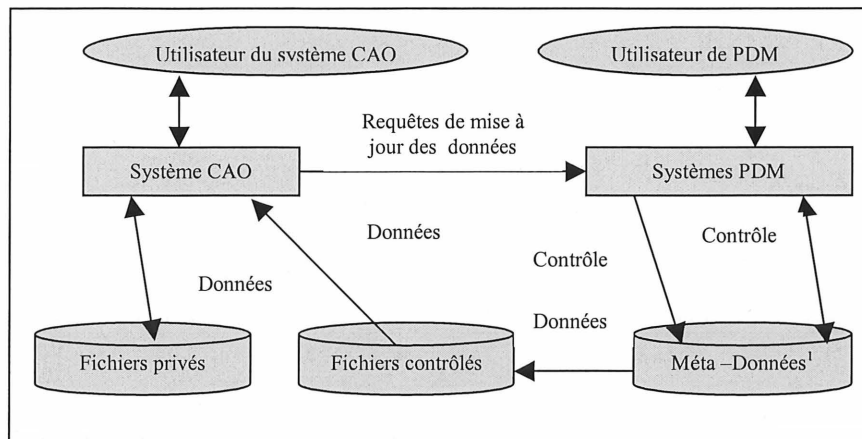 Utilisateur du système CAO
Utilisateur de PDM
Requêtes de mise à
jour des données
Système CAO
Systèmes PDM
Données
Contrôle
Contrôle
Données
Données
Fichiers privés
Fichiers contrôlés
Méta –Données¹